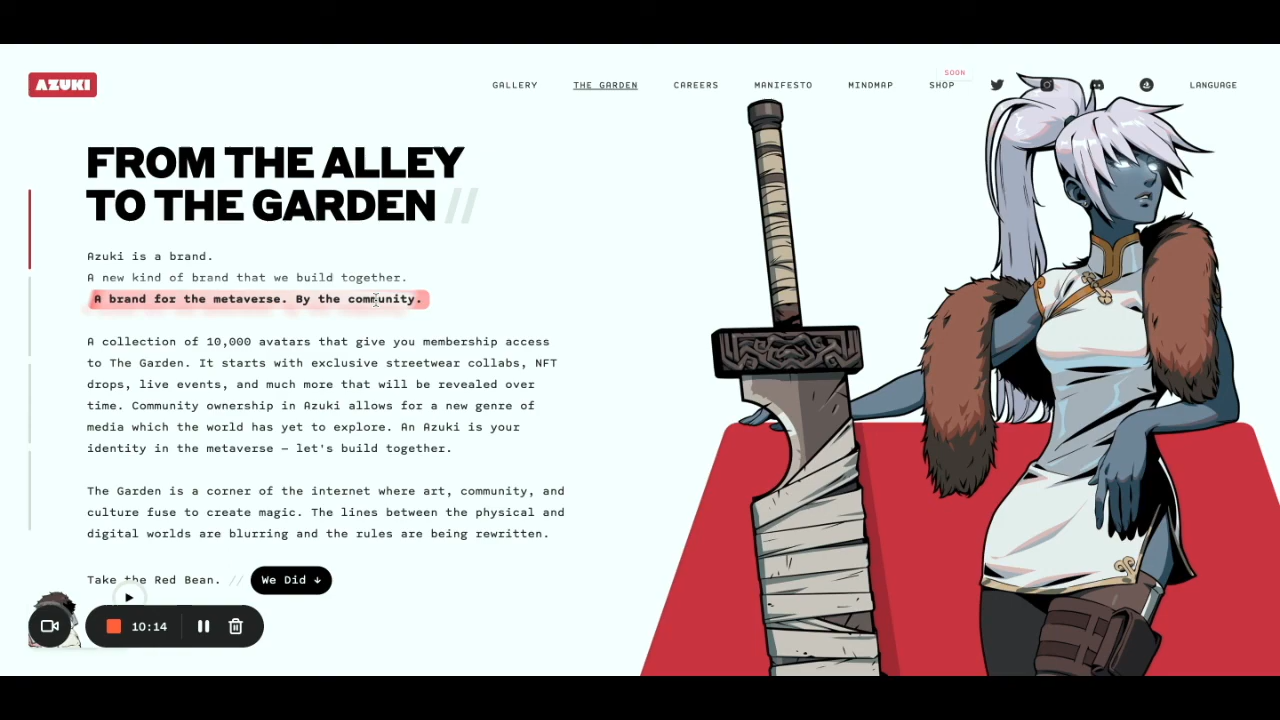 SOON
AZUKI
GALLERY THE GARDEN CAREERS MANIFESTO MINDMAP SHOP LANGUAGE
FROM THE ALLEY
TO THE GARDEN //
Azuki is a brand.
A new kind of brand that we build together.
A brand for the metaverse. By the community.
A collection of 10,000 avatars that give you membership access
to The Garden. It starts with exclusive streetwear collabs, NFT
drops, live events, and much more that will be revealed over
time. Community ownership in Azuki allows for a new genre of
media which the world has yet to explore. An Azuki is your
identity in the metaverse — let's build together.
The Garden is a corner of the internet where art, community, and
culture fuse to create magic. The lines between the physical and
digital worlds are blurring and the rules are being rewritten.
Take the Red Bean. // We Did ↓
10:14